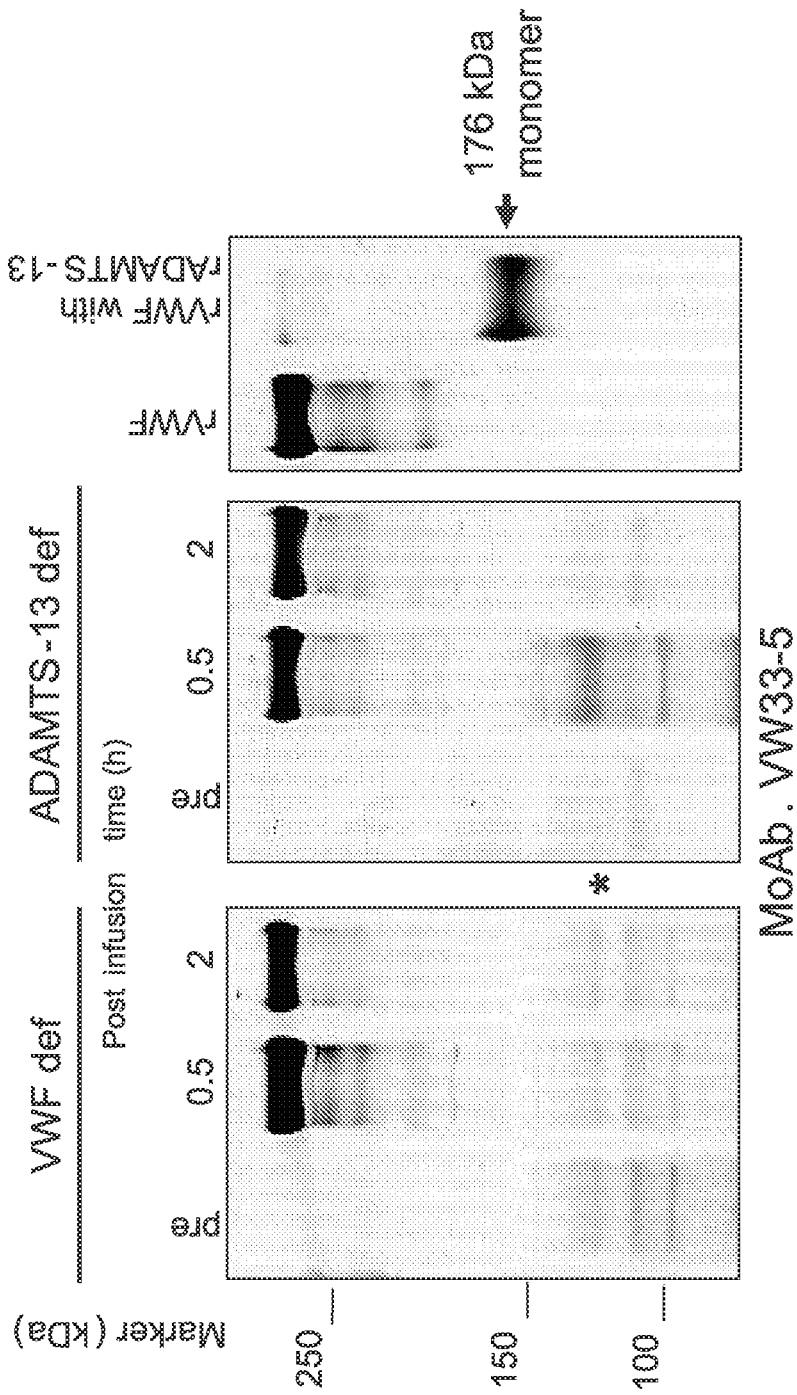 VWF def
ADAMTS-13 def
Post infusion time (h)
Marker (kDa)
pre
0.5
2
pre
0.5
2
rVWF
rVWF with
rADAMTS-13
250
150
100
*
176 kDa
monomer
MoAb. VW33-5